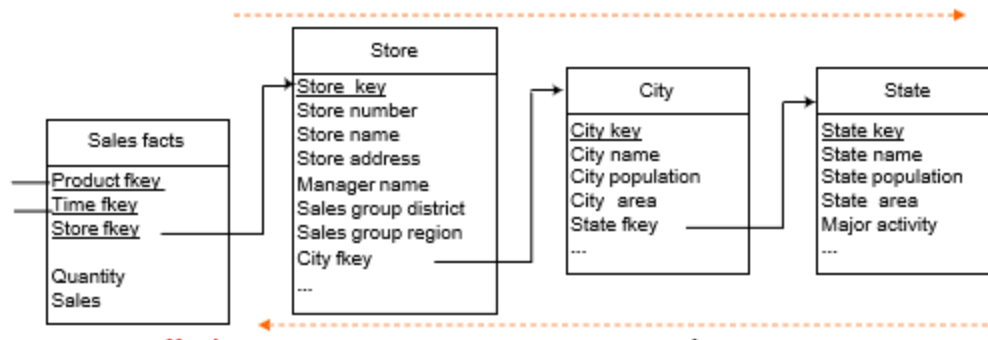 Sales facts
Product fkey
Time fkey
Store fkey
Quantity
Sales
Store
Store key
Store number
Store name
Store address
Manager name
Sales group district
Sales group region
City fkey
...
City
City key
City name
City population
City area
State fkey
...
State
State key
State name
State population
State area
Major activity
...